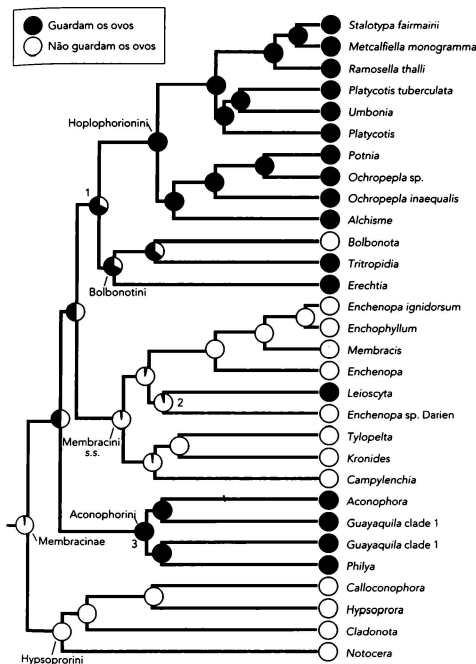 Guardam os ovos
Não guardam os ovos
Stalotypa fairmairii
Metcalfiella monogramma
Ramosella thalli
Platycotis tuberculata
Umbonia
Platycotis
Hoplophorionini
Potnia
Ochropepla sp.
Ochropepla inaequalis
Alchisme
1
Bolbonota
Tritropidia
Bolbonotini
Erechtia
Enchenopa ignidorsum
Enchophyllum
Membracis
Enchenopa
Leioscyta
2
Enchenopa sp. Darien
Membracini
s.s.
Tylopelta
Kronides
Campylenchia
Aconophorini
Aconophora
Guayaquila clade 1
3
Guayaquila clade 1
Philya
Membracinae
Calloconophora
Hypsoprora
Cladonota
Hypsoprorini
Notocera